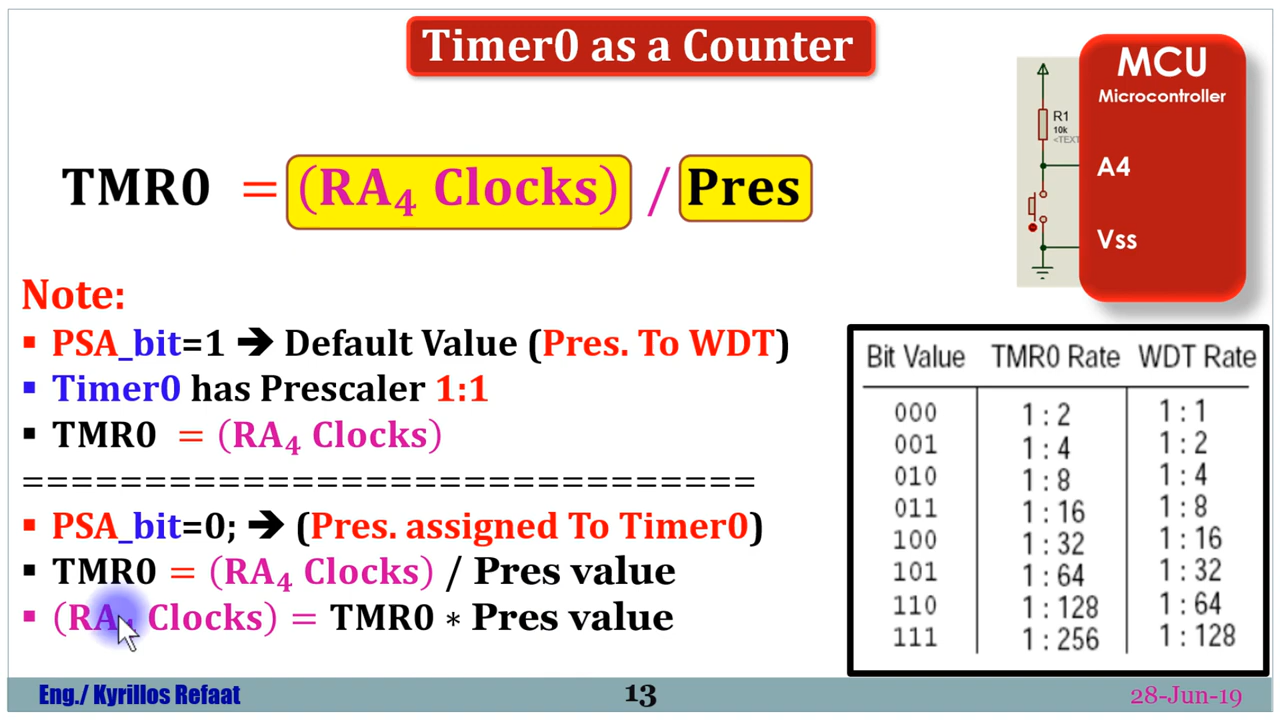 Timer0 as a Counter
TMR0 = (RA₄ Clocks) / Pres
MCU
Microcontroller
R1
10k
<TEXT
A4
Vss
Note:
▪ PSA_bit=1 ➔ Default Value (Pres. To WDT)
▪ Timer0 has Prescaler 1:1
▪ TMR0 = (RA₄ Clocks)
==============================
▪ PSA_bit=0; ➔ (Pres. assigned To Timer0)
▪ TMR0 = (RA₄ Clocks) / Pres value
▪ (RA₄ Clocks) = TMR0 * Pres value
Bit Value TMR0 Rate WDT Rate
000 1 : 2 1 : 1
001 1 : 4 1 : 2
010 1 : 8 1 : 4
011 1 : 16 1 : 8
100 1 : 32 1 : 16
101 1 : 64 1 : 32
110 1 : 128 1 : 64
111 1 : 256 1 : 128
Eng./ Kyrillos Refaat
13
28-Jun-19